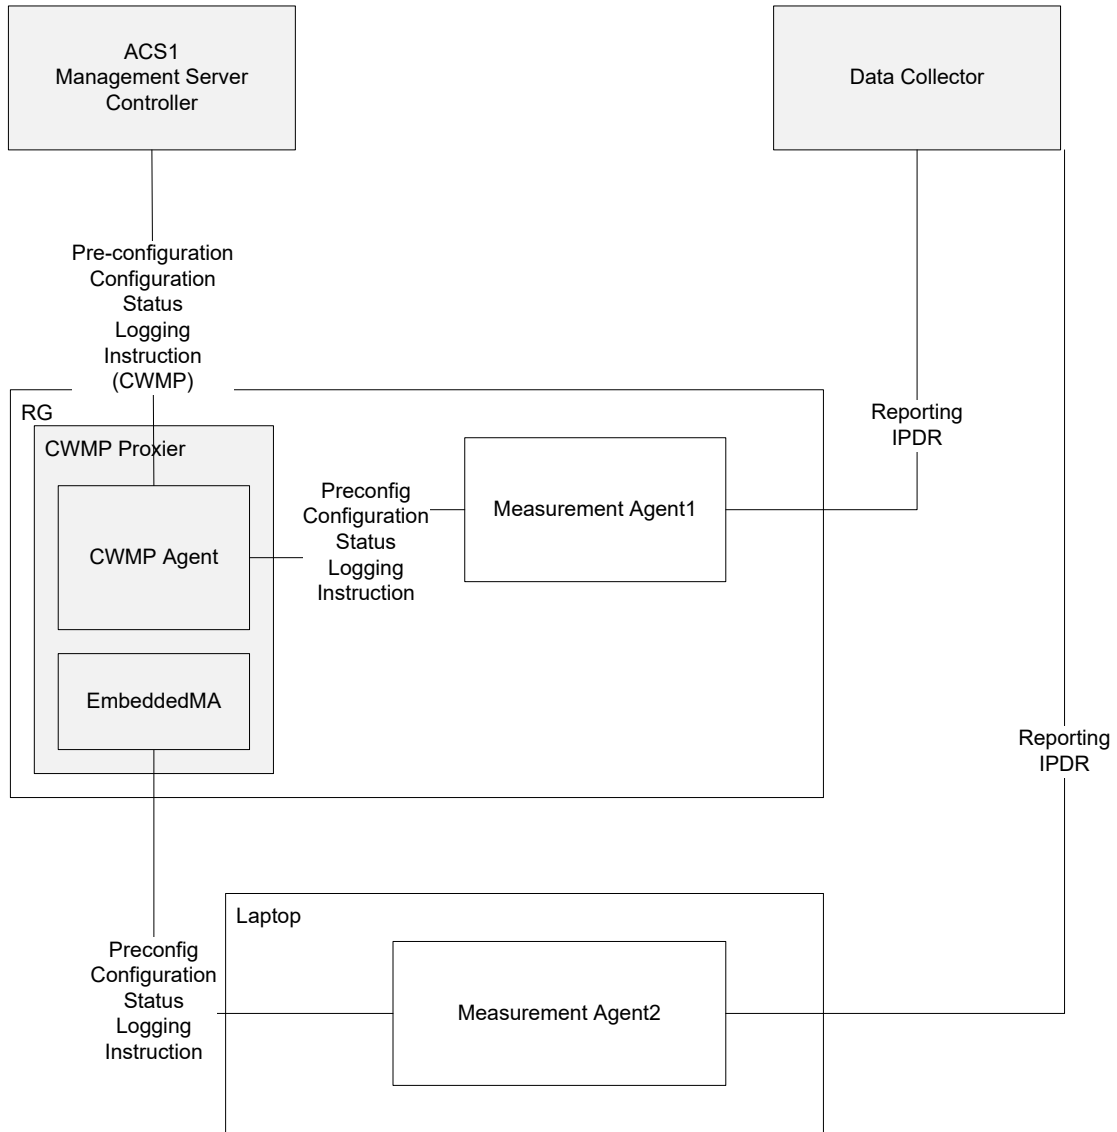 ACS1
Management Server
Controller
Data Collector
Pre-configuration
Configuration
Status
Logging
Instruction
(CWMP)
Reporting
IPDR
RG
CWMP Proxier
CWMP Agent
Preconfig
Configuration
Status
Logging
Instruction
Measurement Agent1
EmbeddedMA
Reporting
IPDR
Laptop
Preconfig
Configuration
Status
Logging
Instruction
Measurement Agent2